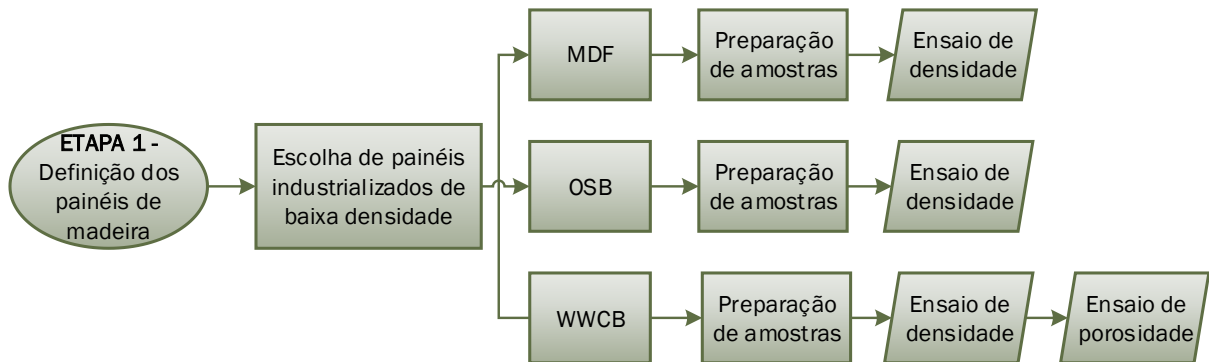 ETAPA 1 -
Definição dos
painéis de
madeira
Escolha de painéis
industrializados de
baixa densidade
MDF
Preparação
de amostras
Ensaio de
densidade
OSB
Preparação
de amostras
Ensaio de
densidade
WWCB
Preparação
de amostras
Ensaio de
densidade
Ensaio de
porosidade